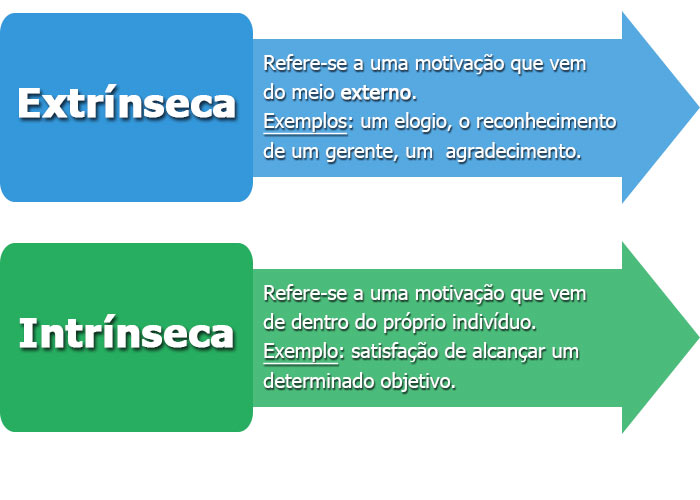 Extrínseca
Refere-se a uma motivação que vem
do meio externo.
Exemplos: um elogio, o reconhecimento
de um gerente, um agradecimento.
Intrínseca
Refere-se a uma motivação que vem
de dentro do próprio indivíduo.
Exemplo: satisfação de alcançar um
determinado objetivo.